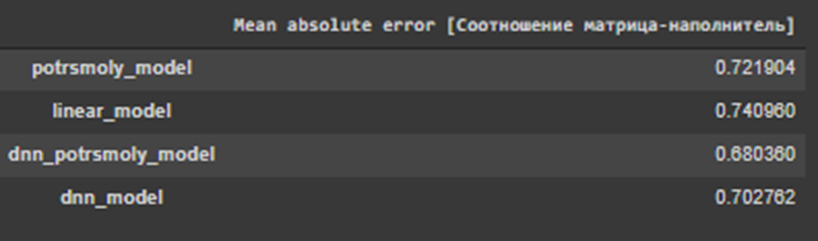 Mean absolute error [Соотношение матрица-наполнитель]
potrsmoly_model 0.721904
linear_model 0.740960
dnn_potrsmoly_model 0.680360
dnn_model 0.702762